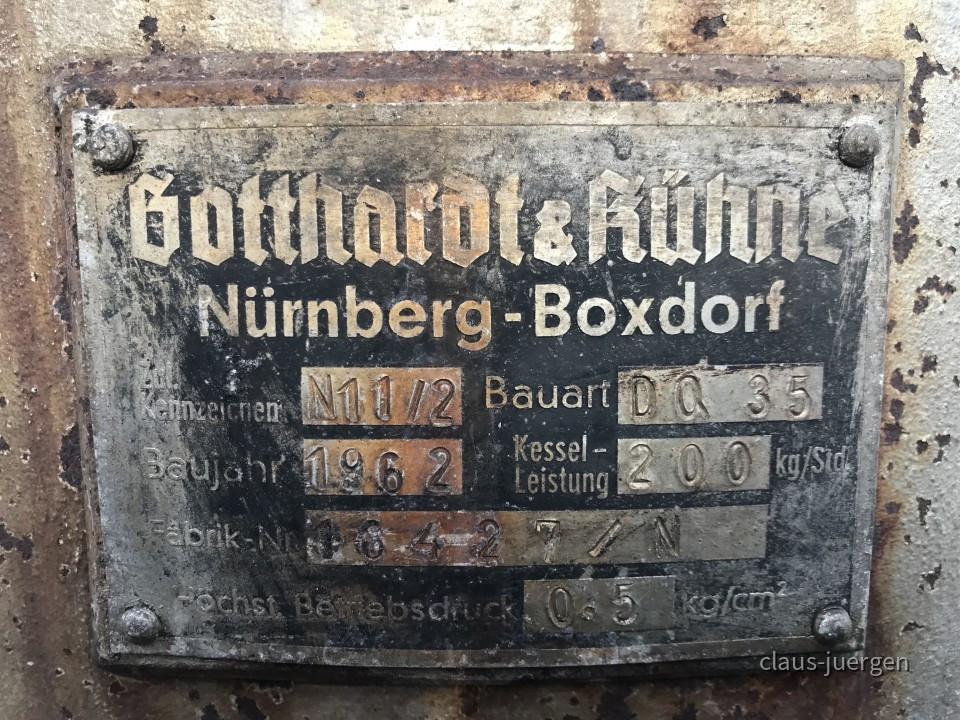 Gotthardt & Kühne
Nürnberg-Boxdorf
Zul. Kennzeichen N11/2 Bauart DQ 35
Baujahr 1962 Kessel-Leistung 200 kg/Std.
Fabrik-Nr. 16427/N
Höchst. Betriebsdruck 0.5 kg/cm²
claus-juergen